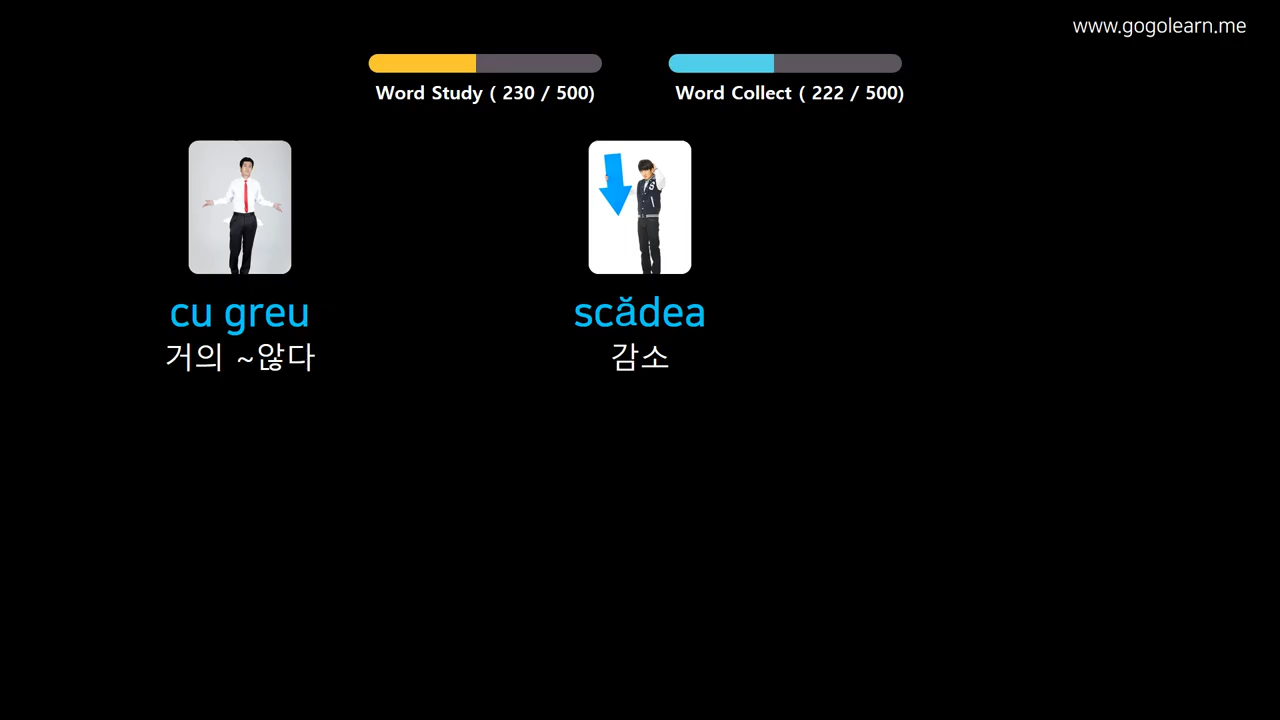 www.gogolearn.me
Word Study ( 230 / 500)
Word Collect ( 222 / 500)
cu greu
거의 ~않다
scădea
감소